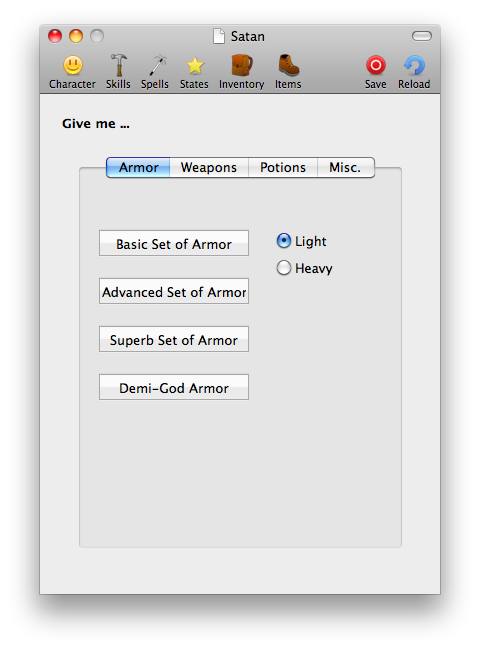 Satan
Character Skills Spells States Inventory Items Save Reload
Give me ...
Armor Weapons Potions Misc.
Basic Set of Armor Light
Heavy
Advanced Set of Armor
Superb Set of Armor
Demi-God Armor